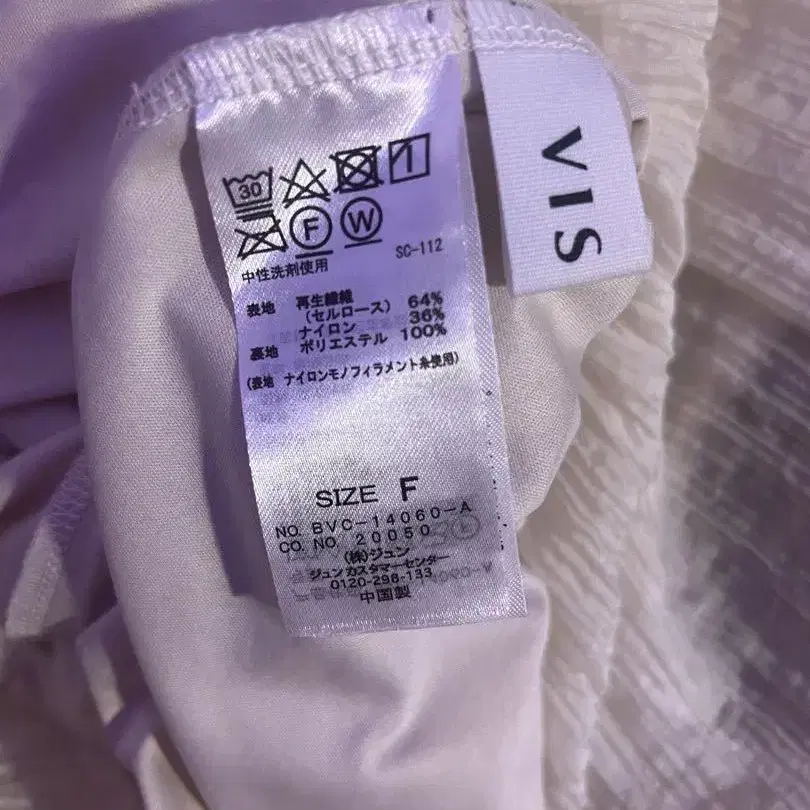 VIS
30
F W
中性洗剤使用 SC-112
表地 再生繊維 64%
(セルロース)
ナイロン 36%
裏地 ポリエステル 100%
(表地 ナイロンモノフィラメント糸使用)
SIZE F
NO. BVC-14060-A
CO. NO. 20050
(株)ジュン
ジュンカスタマーセンター
0120-298-133
中国製